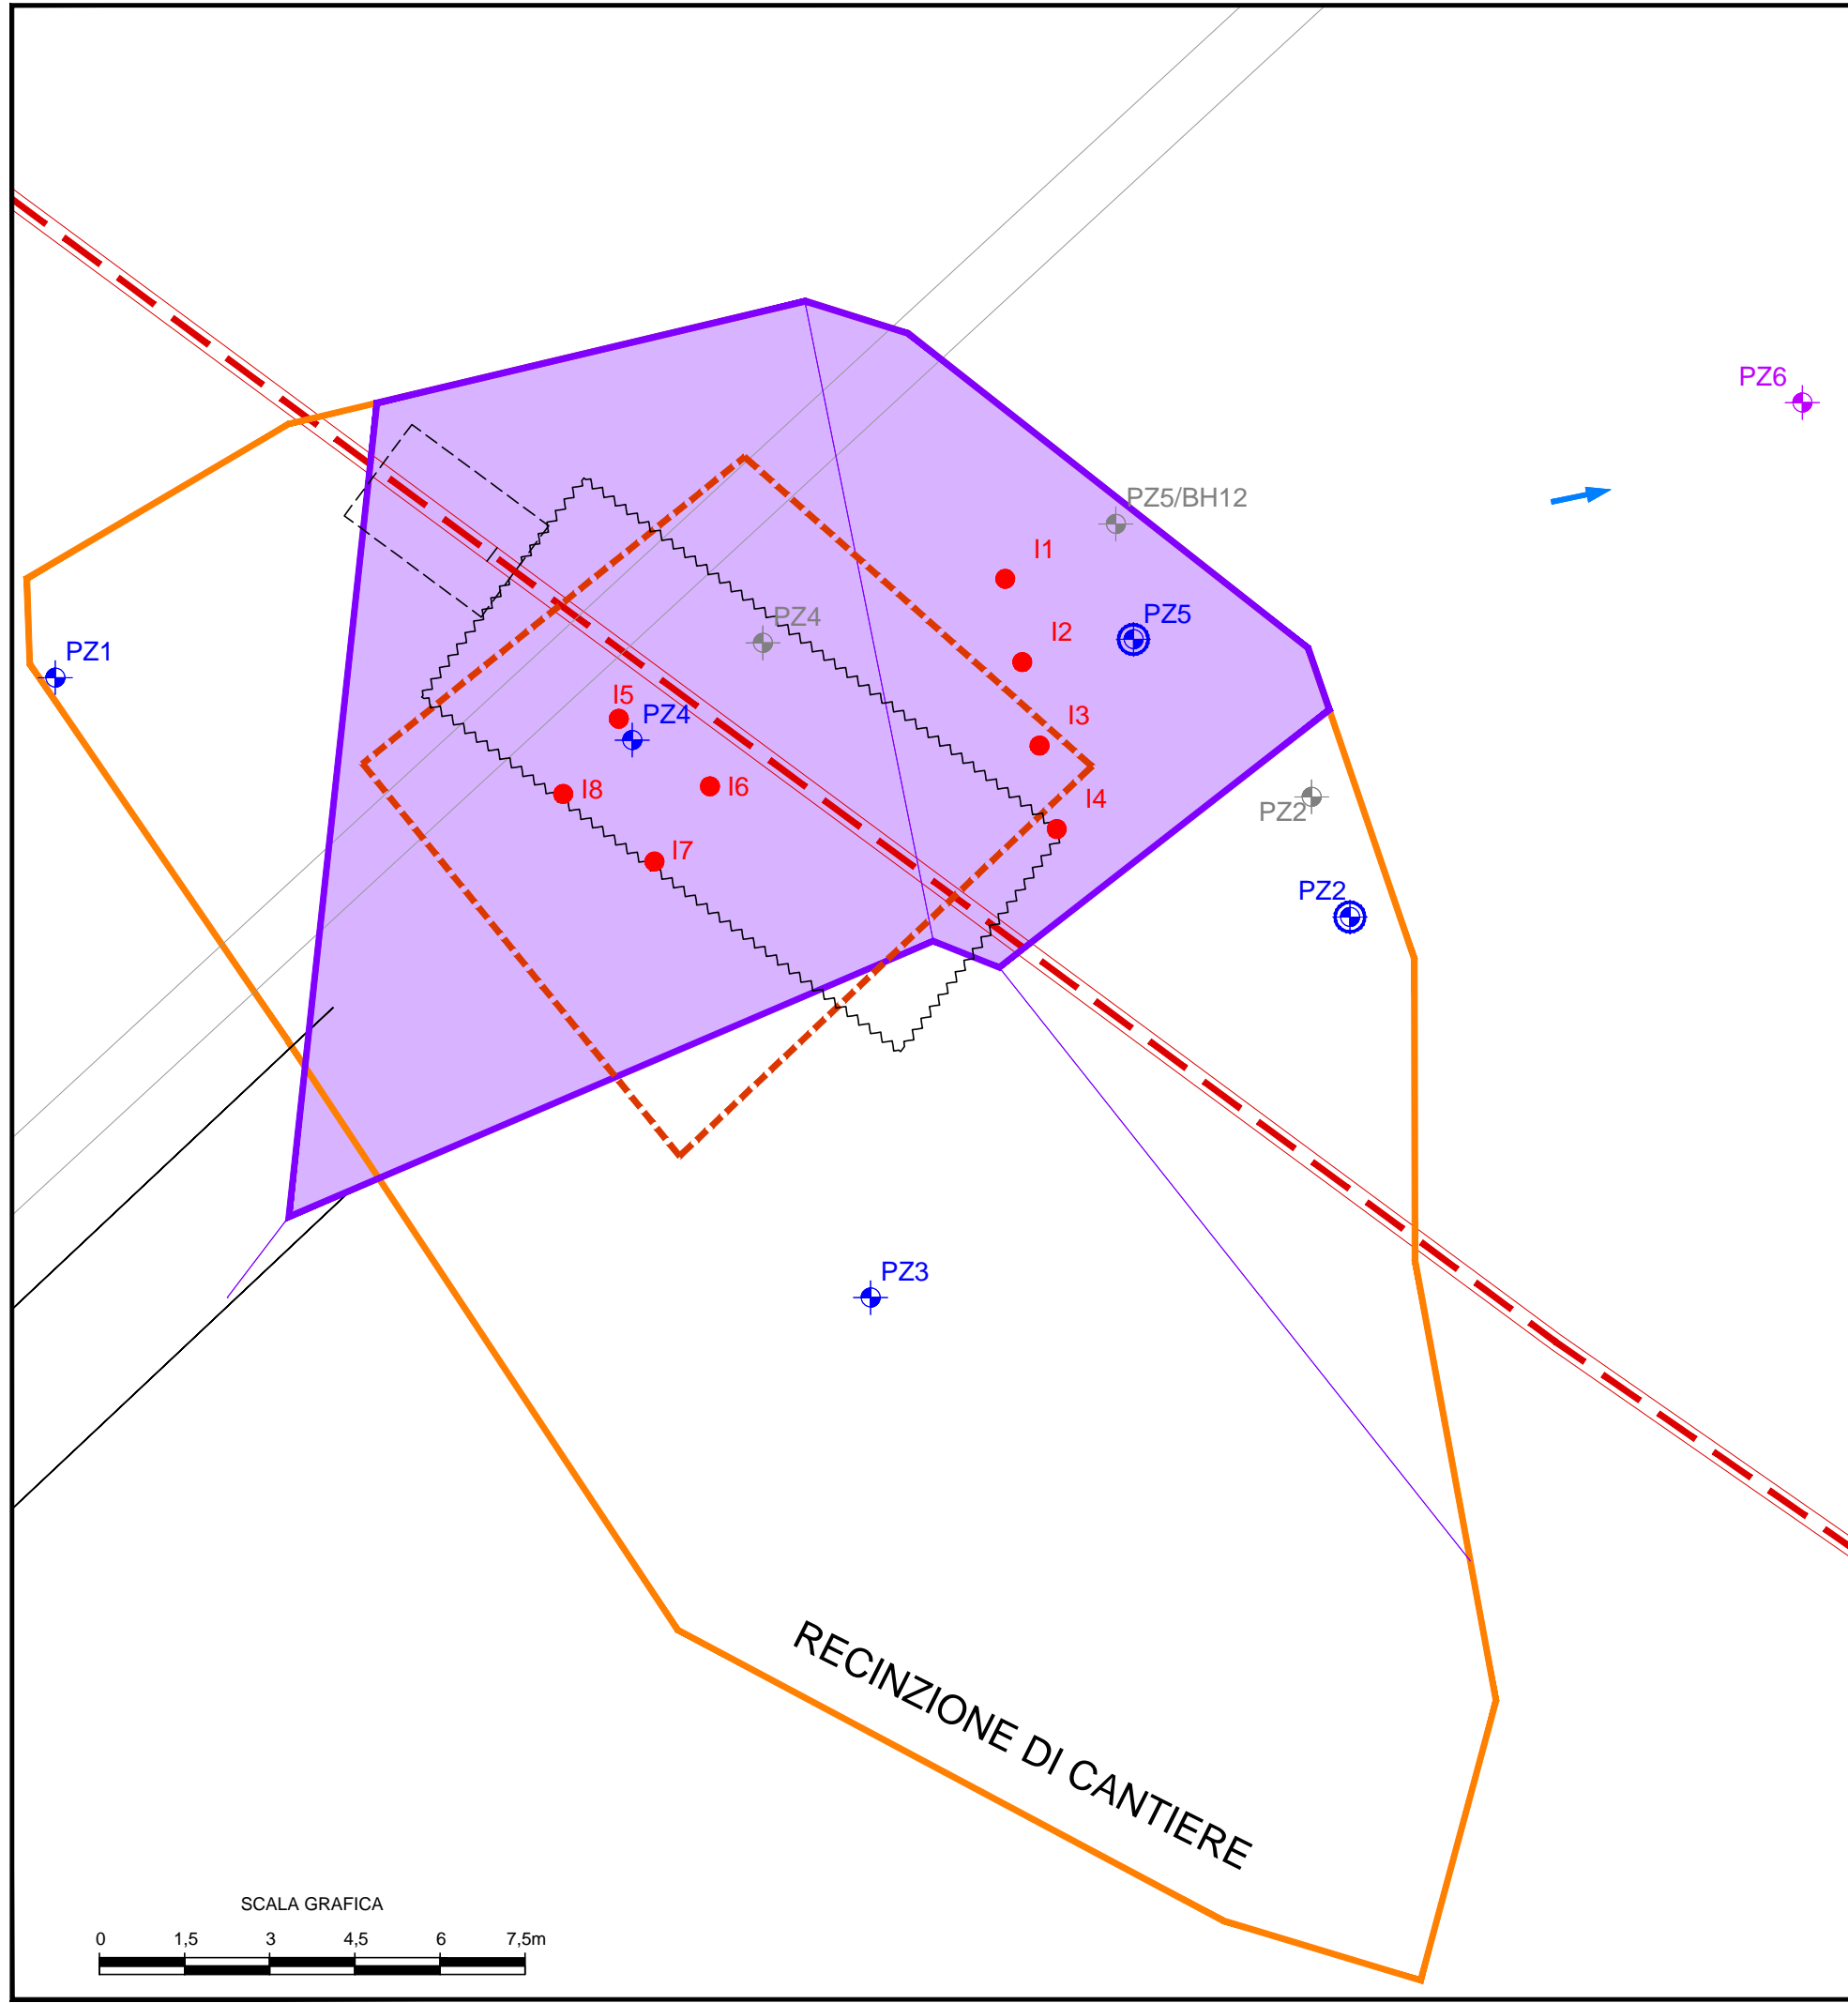 PZ6
PZ5/BH12
I1
PZ4
PZ5
I2
PZ1
I5
PZ4
I3
I8
I6
I4
PZ2
I7
PZ2
PZ3
RECINZIONE DI CANTIERE
SCALA GRAFICA
0 1,5 3 4,5 6 7,5m